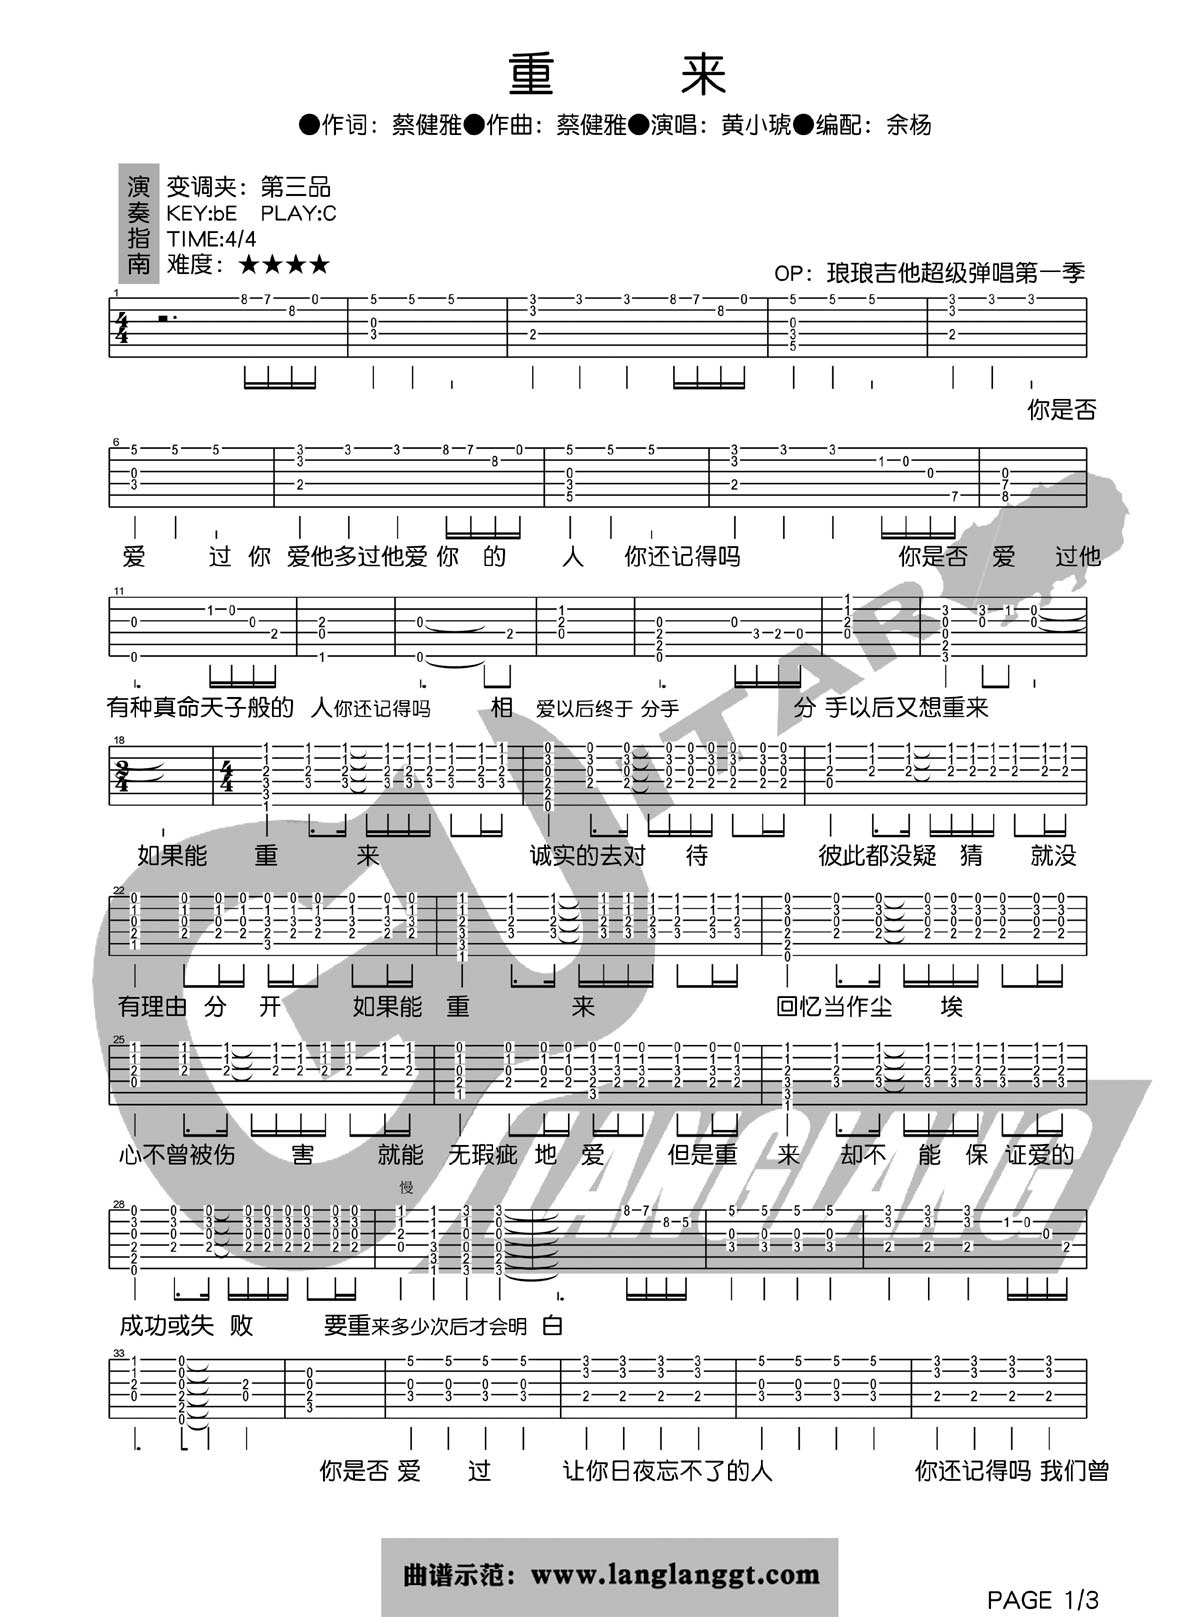 重 来
●作词：蔡健雅●作曲：蔡健雅●演唱：黄小琥●编配：余杨
演奏指南
变调夹：第三品
KEY:bE PLAY:C
TIME:4/4
难度：★★★★
OP：琅琅吉他超级弹唱第一季
你是否
爱 过 你 爱他多过他爱 你 的 人 你还记得吗 你是否 爱 过他
有种真命天子般的 人你还记得吗 相 爱以后终于 分手 分 手以后又想重来
如果能 重 来 诚实的去对 待 彼此都没疑 猜 就没
有理由 分 开 如果能 重 来 回忆当作尘 埃
心不曾被伤 害 就能 无瑕疵 地 爱 但是重 来 却不 能 保 证爱的
慢
成功或失 败 要重来多少次后才会明 白
你是否 爱 过 让你日夜忘不了的人 你还记得吗 我们曾
GUITAR
LANGLANG
曲谱示范：www.langlanggt.com
PAGE 1/3